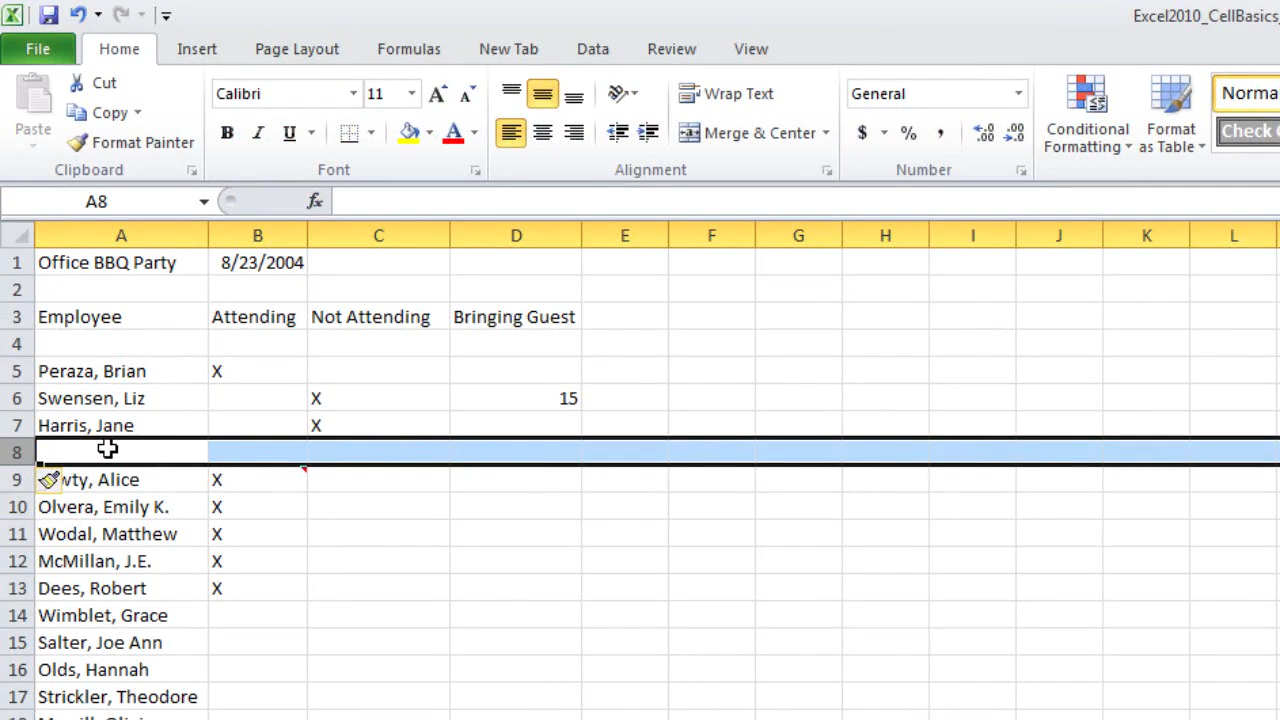 Excel2010_CellBasics
File Home Insert Page Layout Formulas New Tab Data Review View
Paste
Cut
Copy
Format Painter
Clipboard
Calibri 11
B I U A
Font
Wrap Text
Merge & Center
Alignment
General
$ % ,
Number
Conditional Formatting
Format as Table
Norma
Check
A8 fx
A B C D E F G H I J K L
1 Office BBQ Party 8/23/2004
2
3 Employee Attending Not Attending Bringing Guest
4
5 Peraza, Brian X
6 Swensen, Liz X 15
7 Harris, Jane X
8
9 wty, Alice X
10 Olvera, Emily K. X
11 Wodal, Matthew X
12 McMillan, J.E. X
13 Dees, Robert X
14 Wimblet, Grace
15 Salter, Joe Ann
16 Olds, Hannah
17 Strickler, Theodore